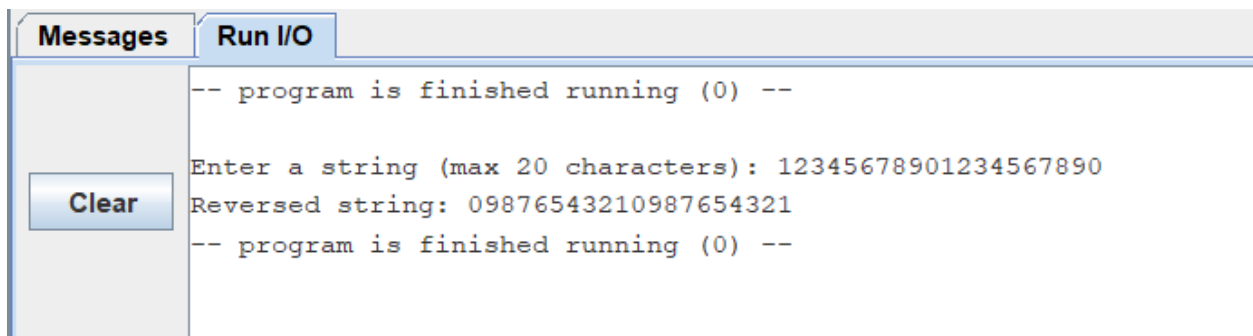 Messages Run I/O
-- program is finished running (0) --
Enter a string (max 20 characters): 12345678901234567890
Clear
Reversed string: 09876543210987654321
-- program is finished running (0) --